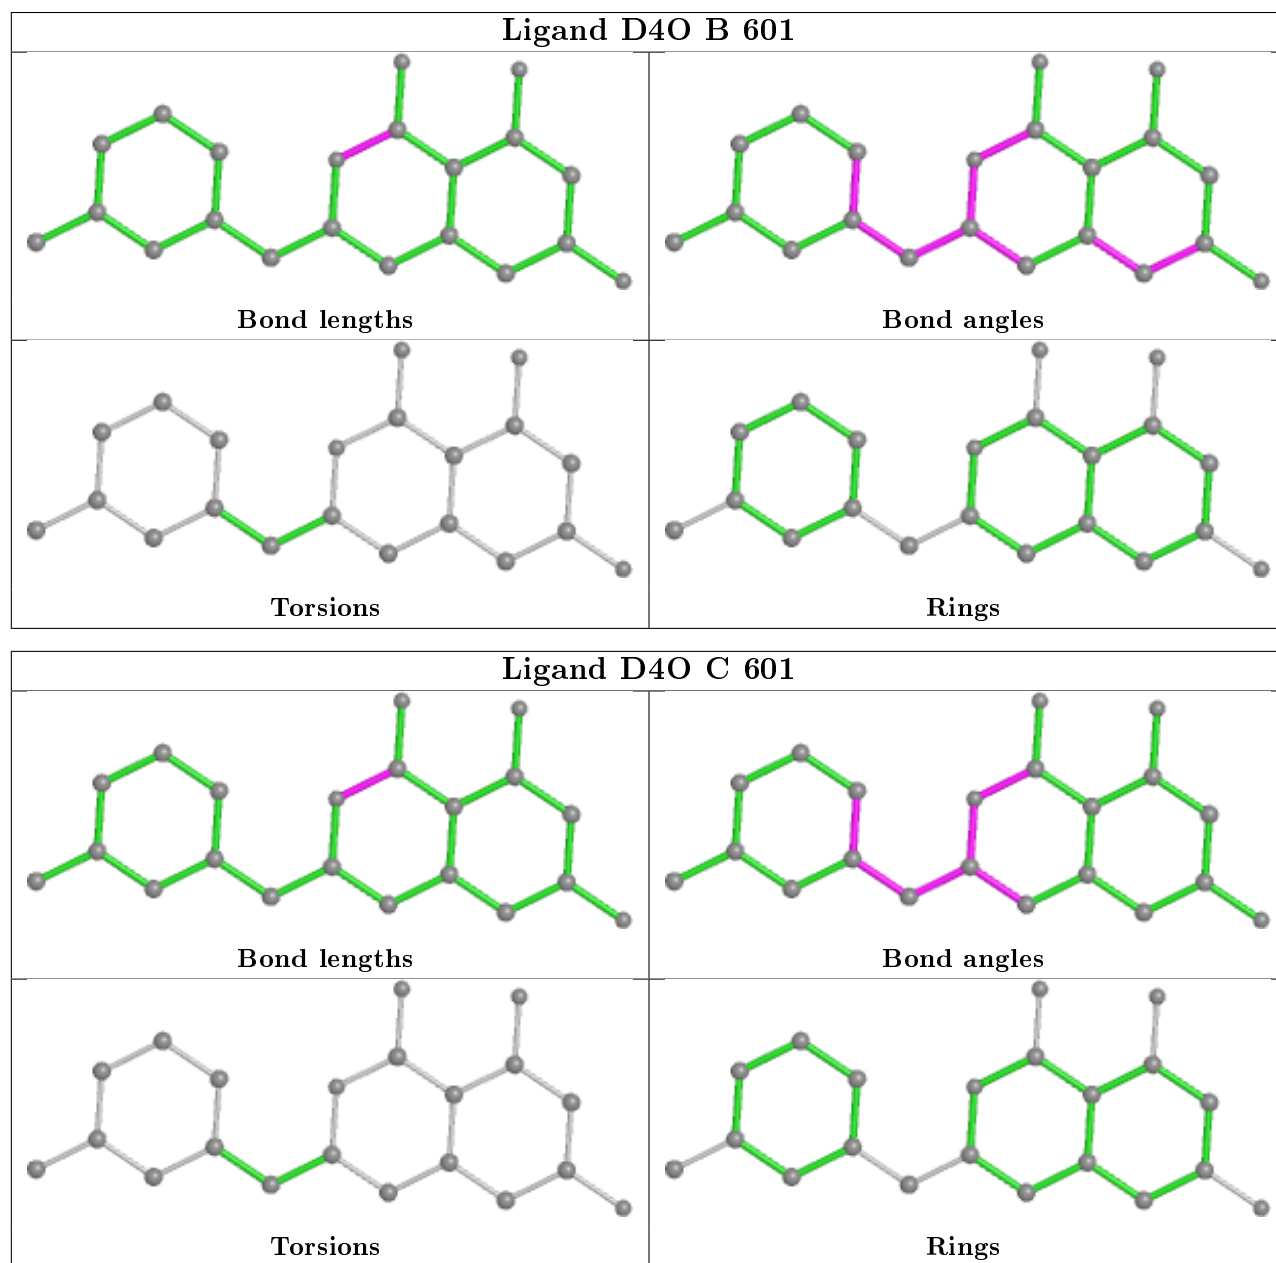 Ligand D4O B 601
Bond lengths
Bond angles
Torsions
Rings
Ligand D4O C 601
Bond lengths
Bond angles
Torsions
Rings